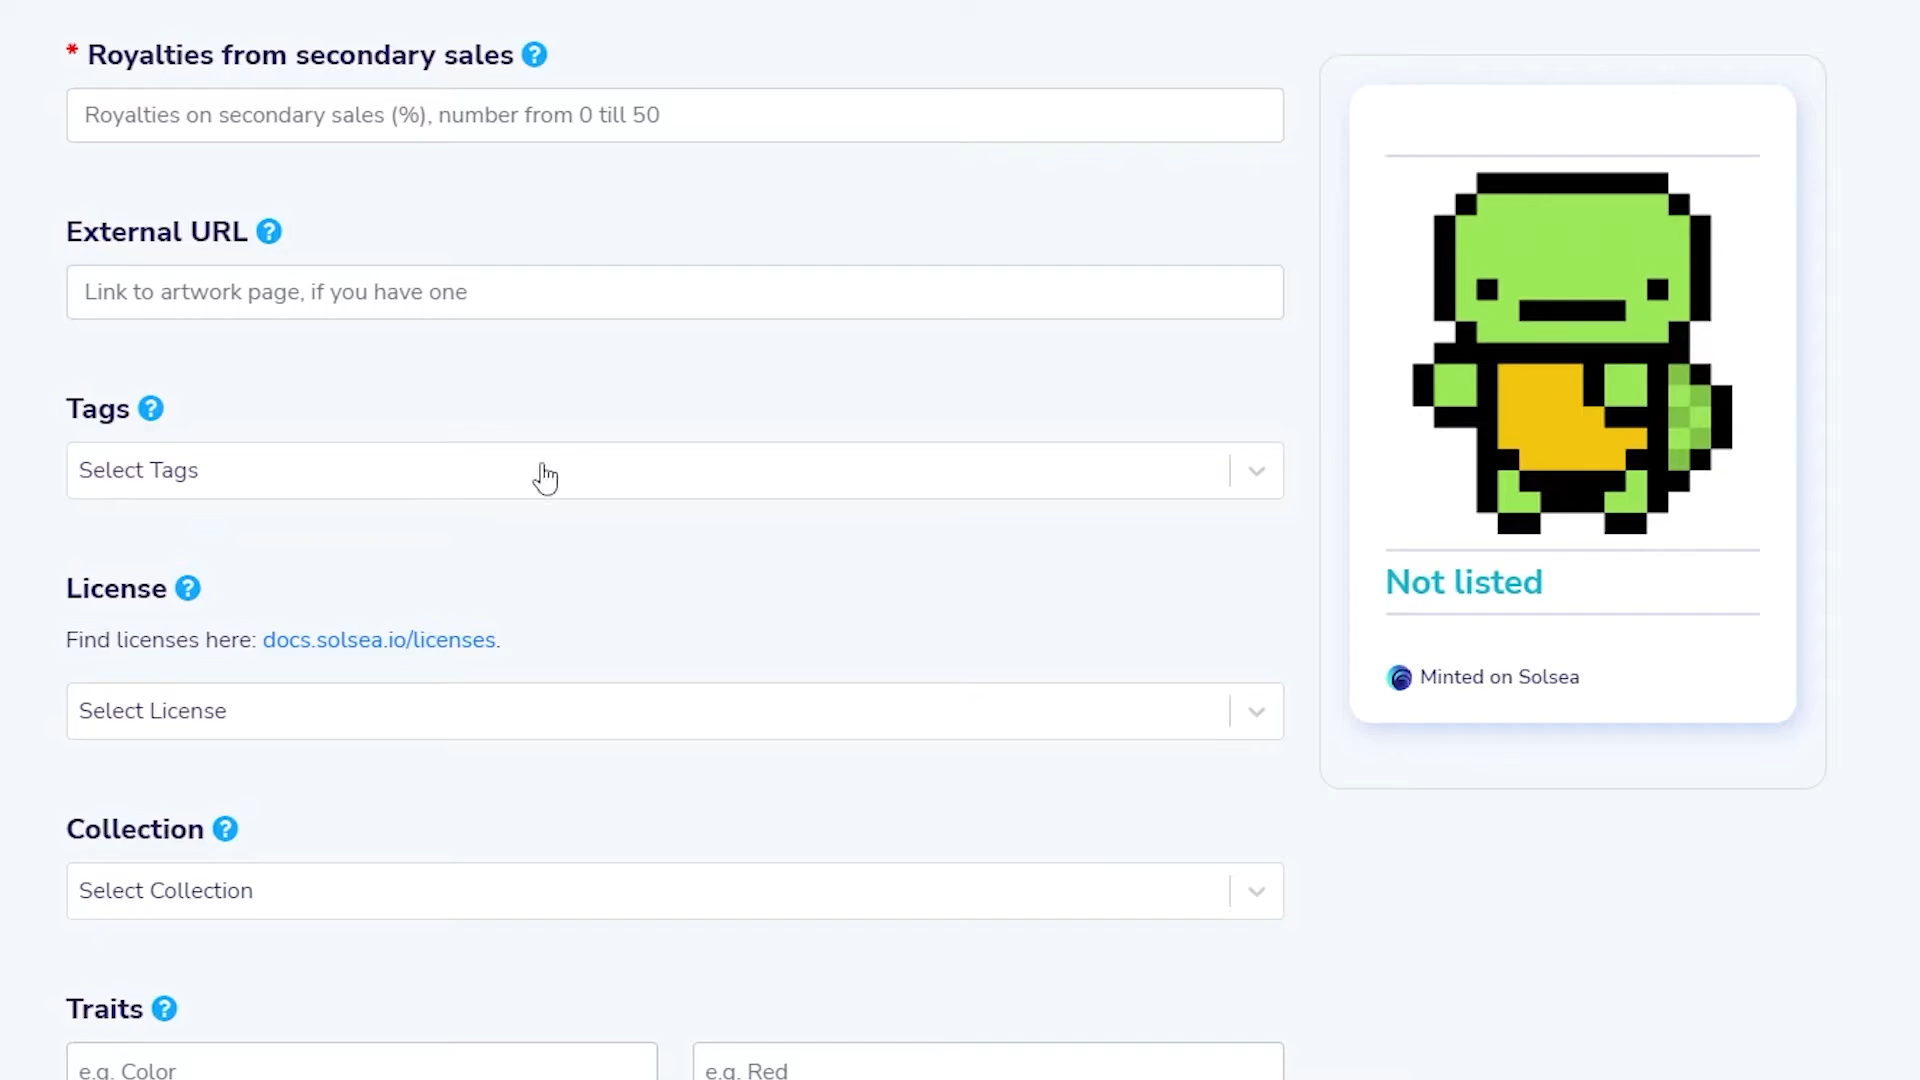 * Royalties from secondary sales ?
Royalties on secondary sales (%), number from 0 till 50
External URL ?
Link to artwork page, if you have one
Tags ?
Select Tags
License ?
Find licenses here: docs.solsea.io/licenses.
Select License
Collection ?
Select Collection
Traits ?
e.g. Color
e.g. Red
Not listed
Minted on Solsea